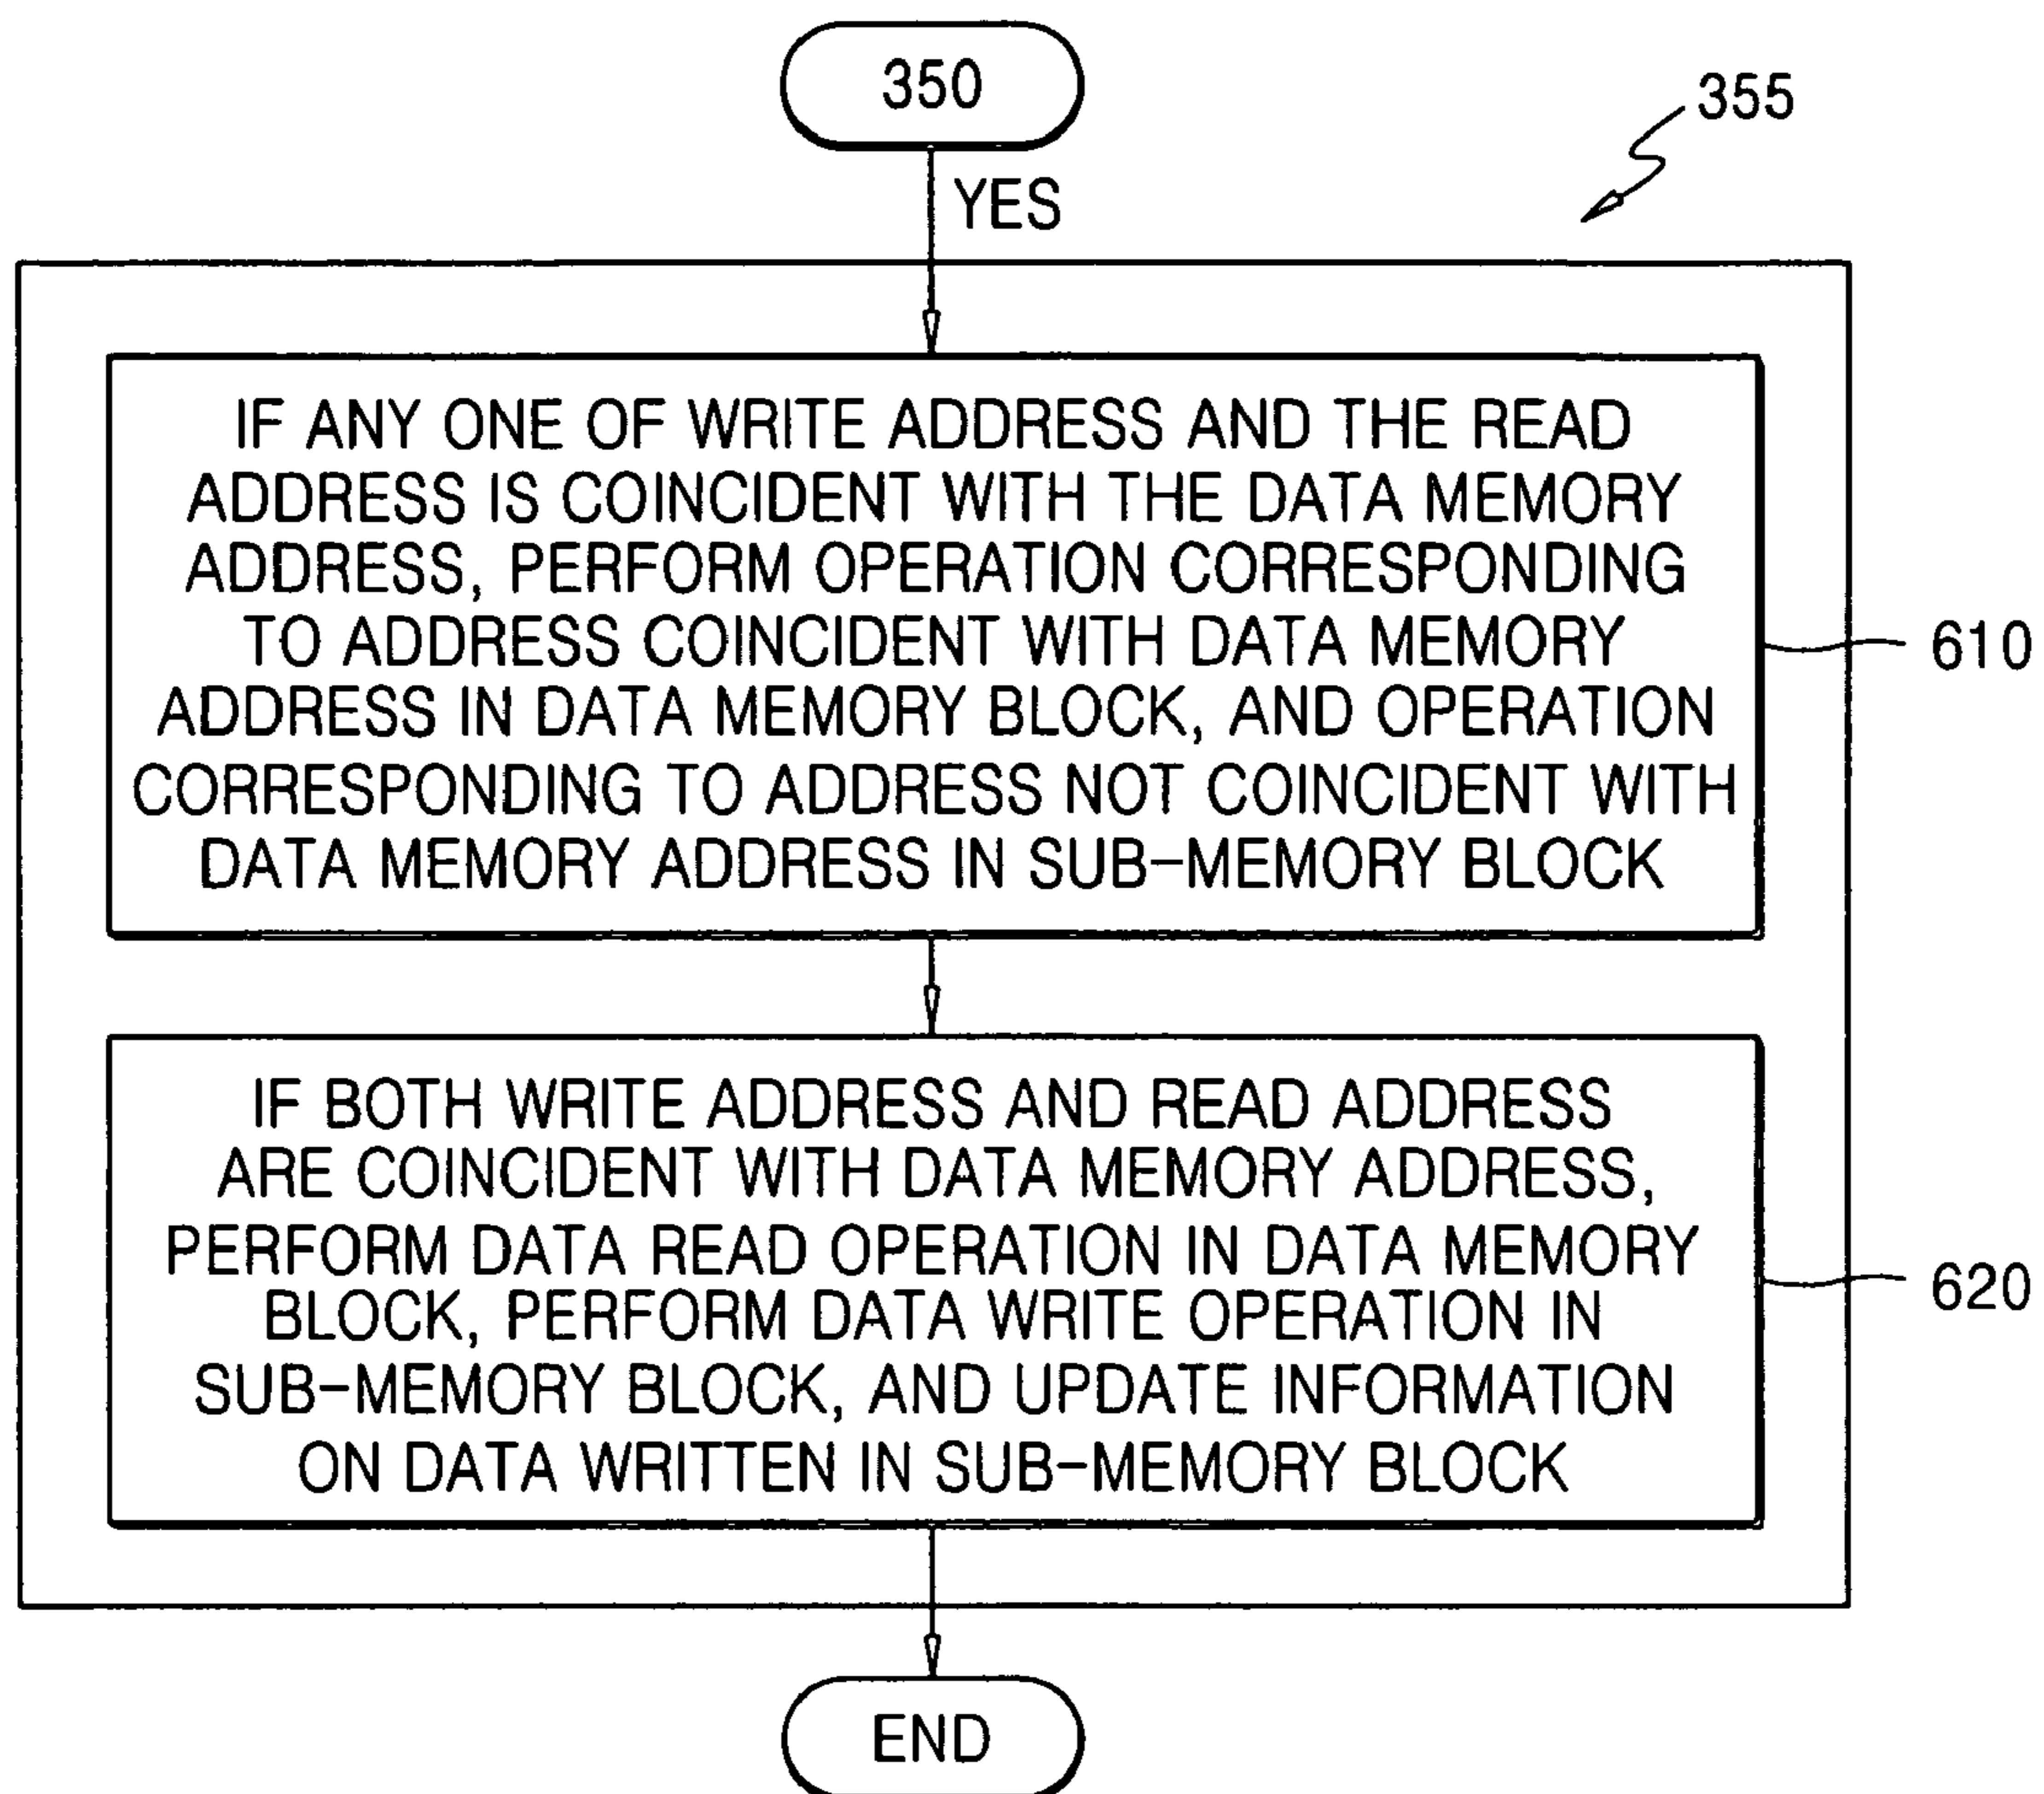 350
355
YES
IF ANY ONE OF WRITE ADDRESS AND THE READ
ADDRESS IS COINCIDENT WITH THE DATA MEMORY
ADDRESS, PERFORM OPERATION CORRESPONDING
TO ADDRESS COINCIDENT WITH DATA MEMORY
ADDRESS IN DATA MEMORY BLOCK, AND OPERATION
CORRESPONDING TO ADDRESS NOT COINCIDENT WITH
DATA MEMORY ADDRESS IN SUB-MEMORY BLOCK
610
IF BOTH WRITE ADDRESS AND READ ADDRESS
ARE COINCIDENT WITH DATA MEMORY ADDRESS,
PERFORM DATA READ OPERATION IN DATA MEMORY
BLOCK, PERFORM DATA WRITE OPERATION IN
SUB-MEMORY BLOCK, AND UPDATE INFORMATION
ON DATA WRITTEN IN SUB-MEMORY BLOCK
620
END